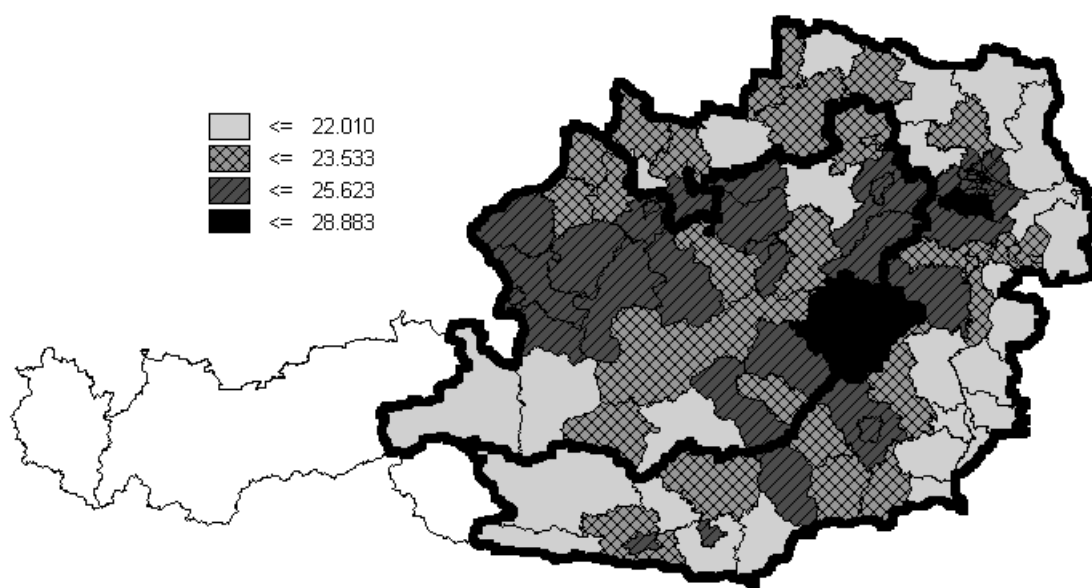 <= 22.010
<= 23.533
<= 25.623
<= 28.883